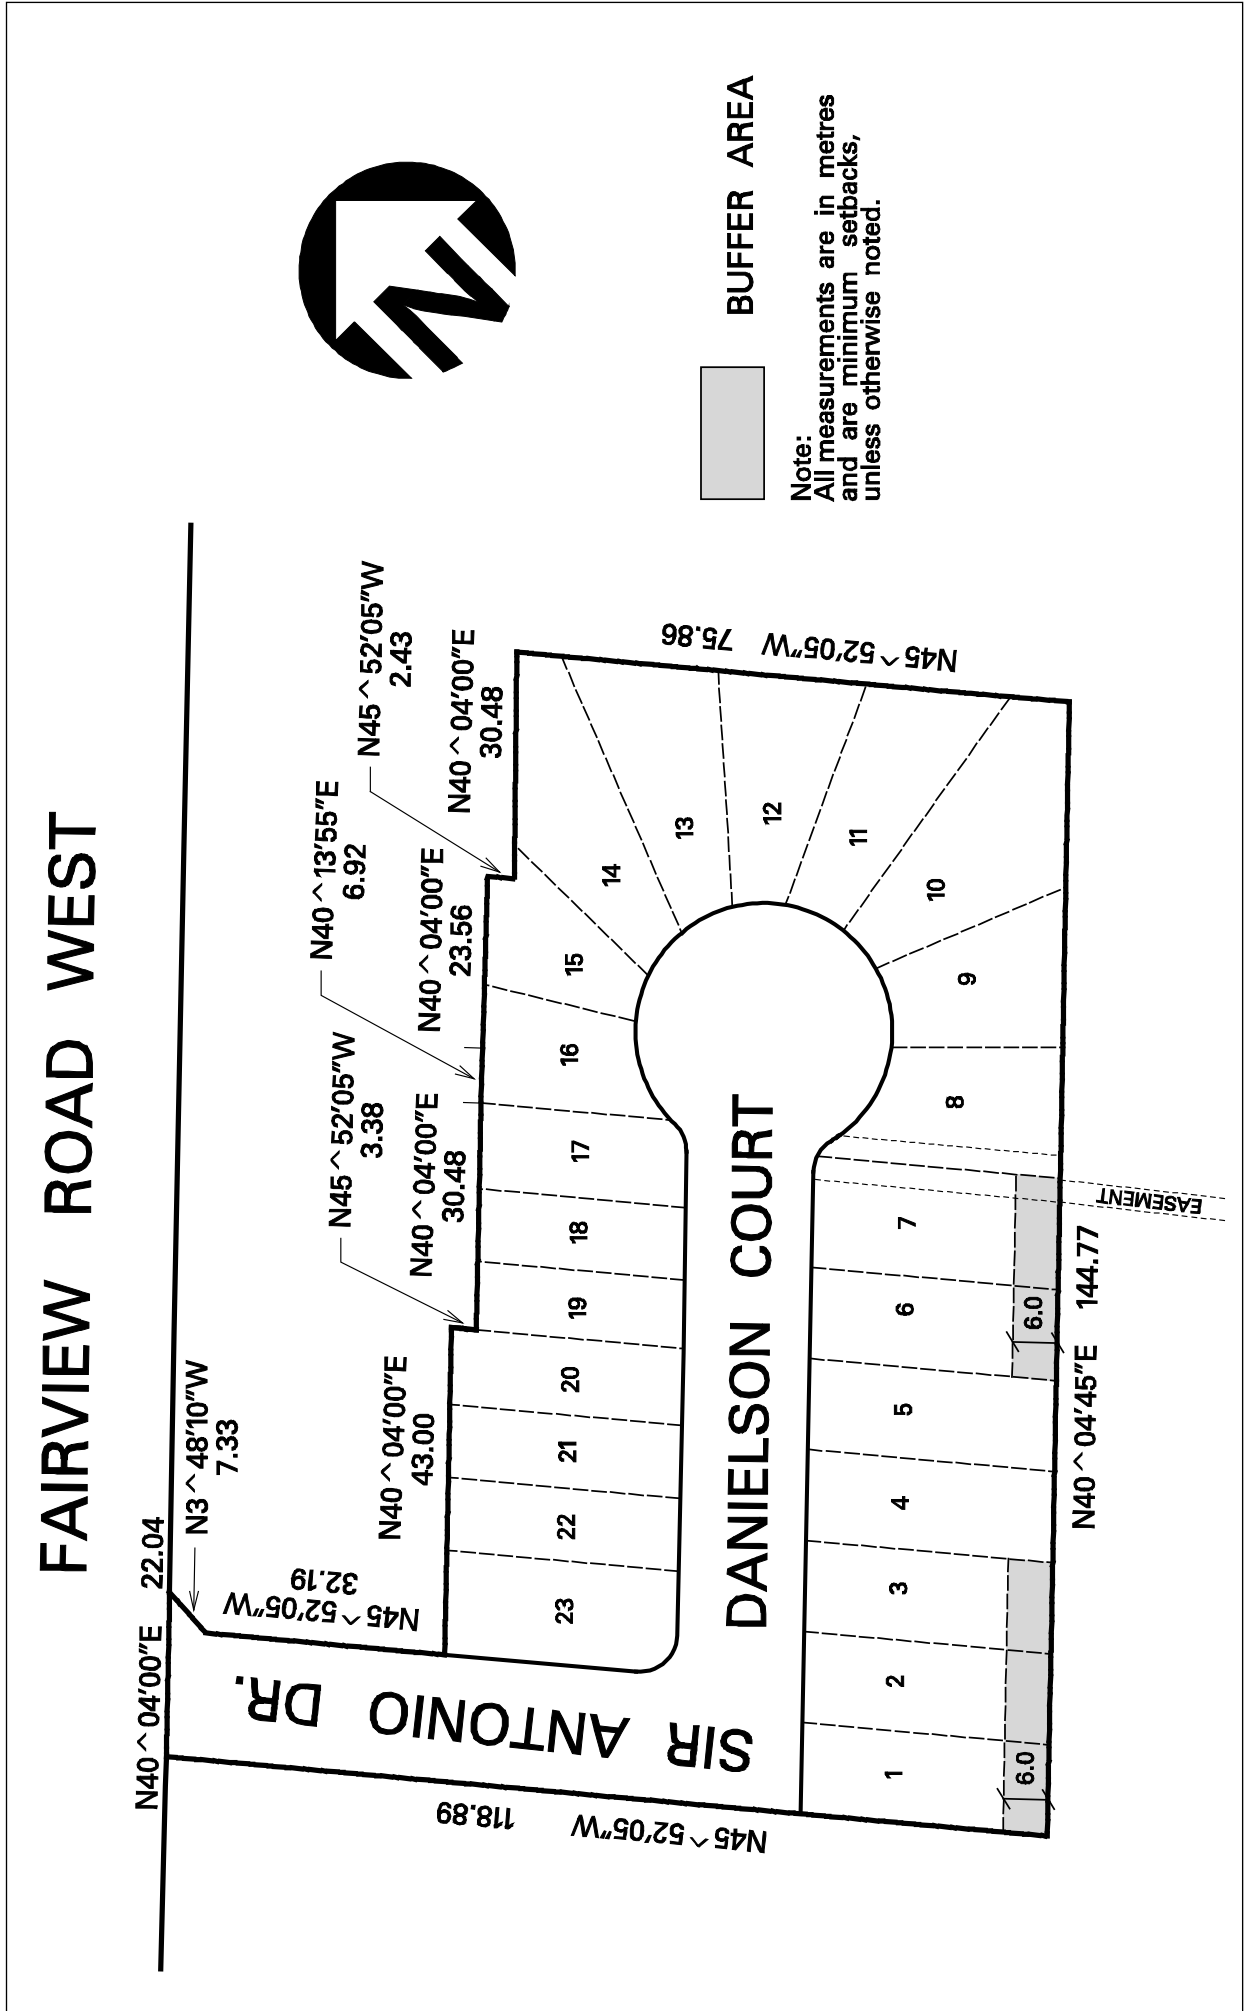 FAIRVIEW ROAD WEST
N40^04'00"E 22.04
N3^48'10"W
7.33
N45^52'05"W
32.19
N40^04'00"E
43.00
N45^52'05"W
3.38
N40^04'00"E
30.48
N40^13'55"E
6.92
N40^04'00"E
23.56
N45^52'05"W
2.43
N40^04'00"E
30.48
N45^52'05"W 75.86
N
BUFFER AREA
Note:
All measurements are in metres
and are minimum setbacks,
unless otherwise noted.
SIR ANTONIO DR.
N45^52'05"W 118.89
23
22
21
20
19
18
17
16
15
14
13
12
11
10
9
8
DANIELSON COURT
1
2
3
4
5
6
7
6.0
6.0
EASEMENT
N40^04'45"E 144.77